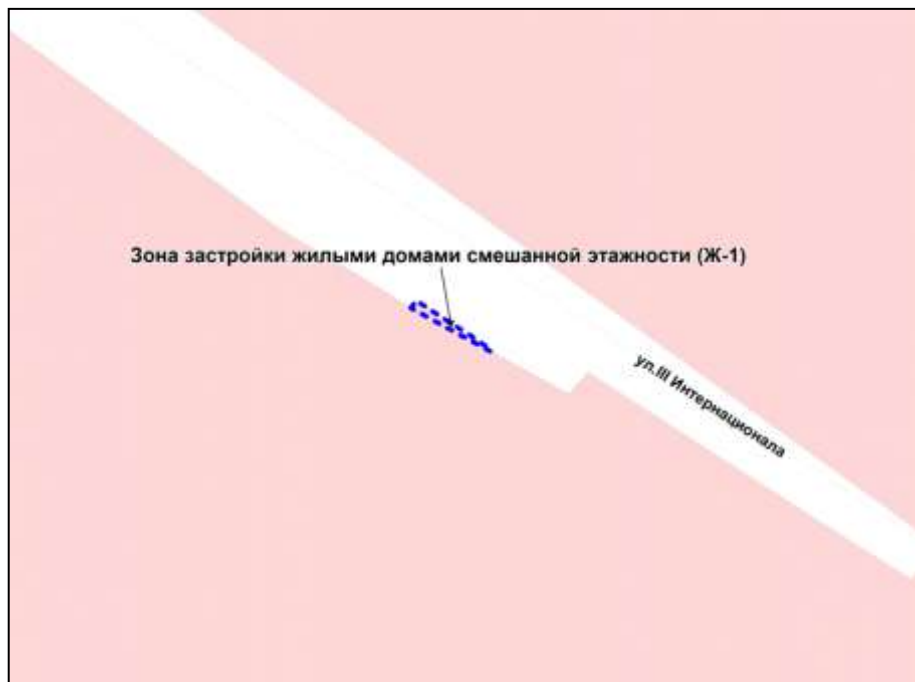 Зона застройки жилыми домами смешанной этажности (Ж-1)
ул.III Интернационала